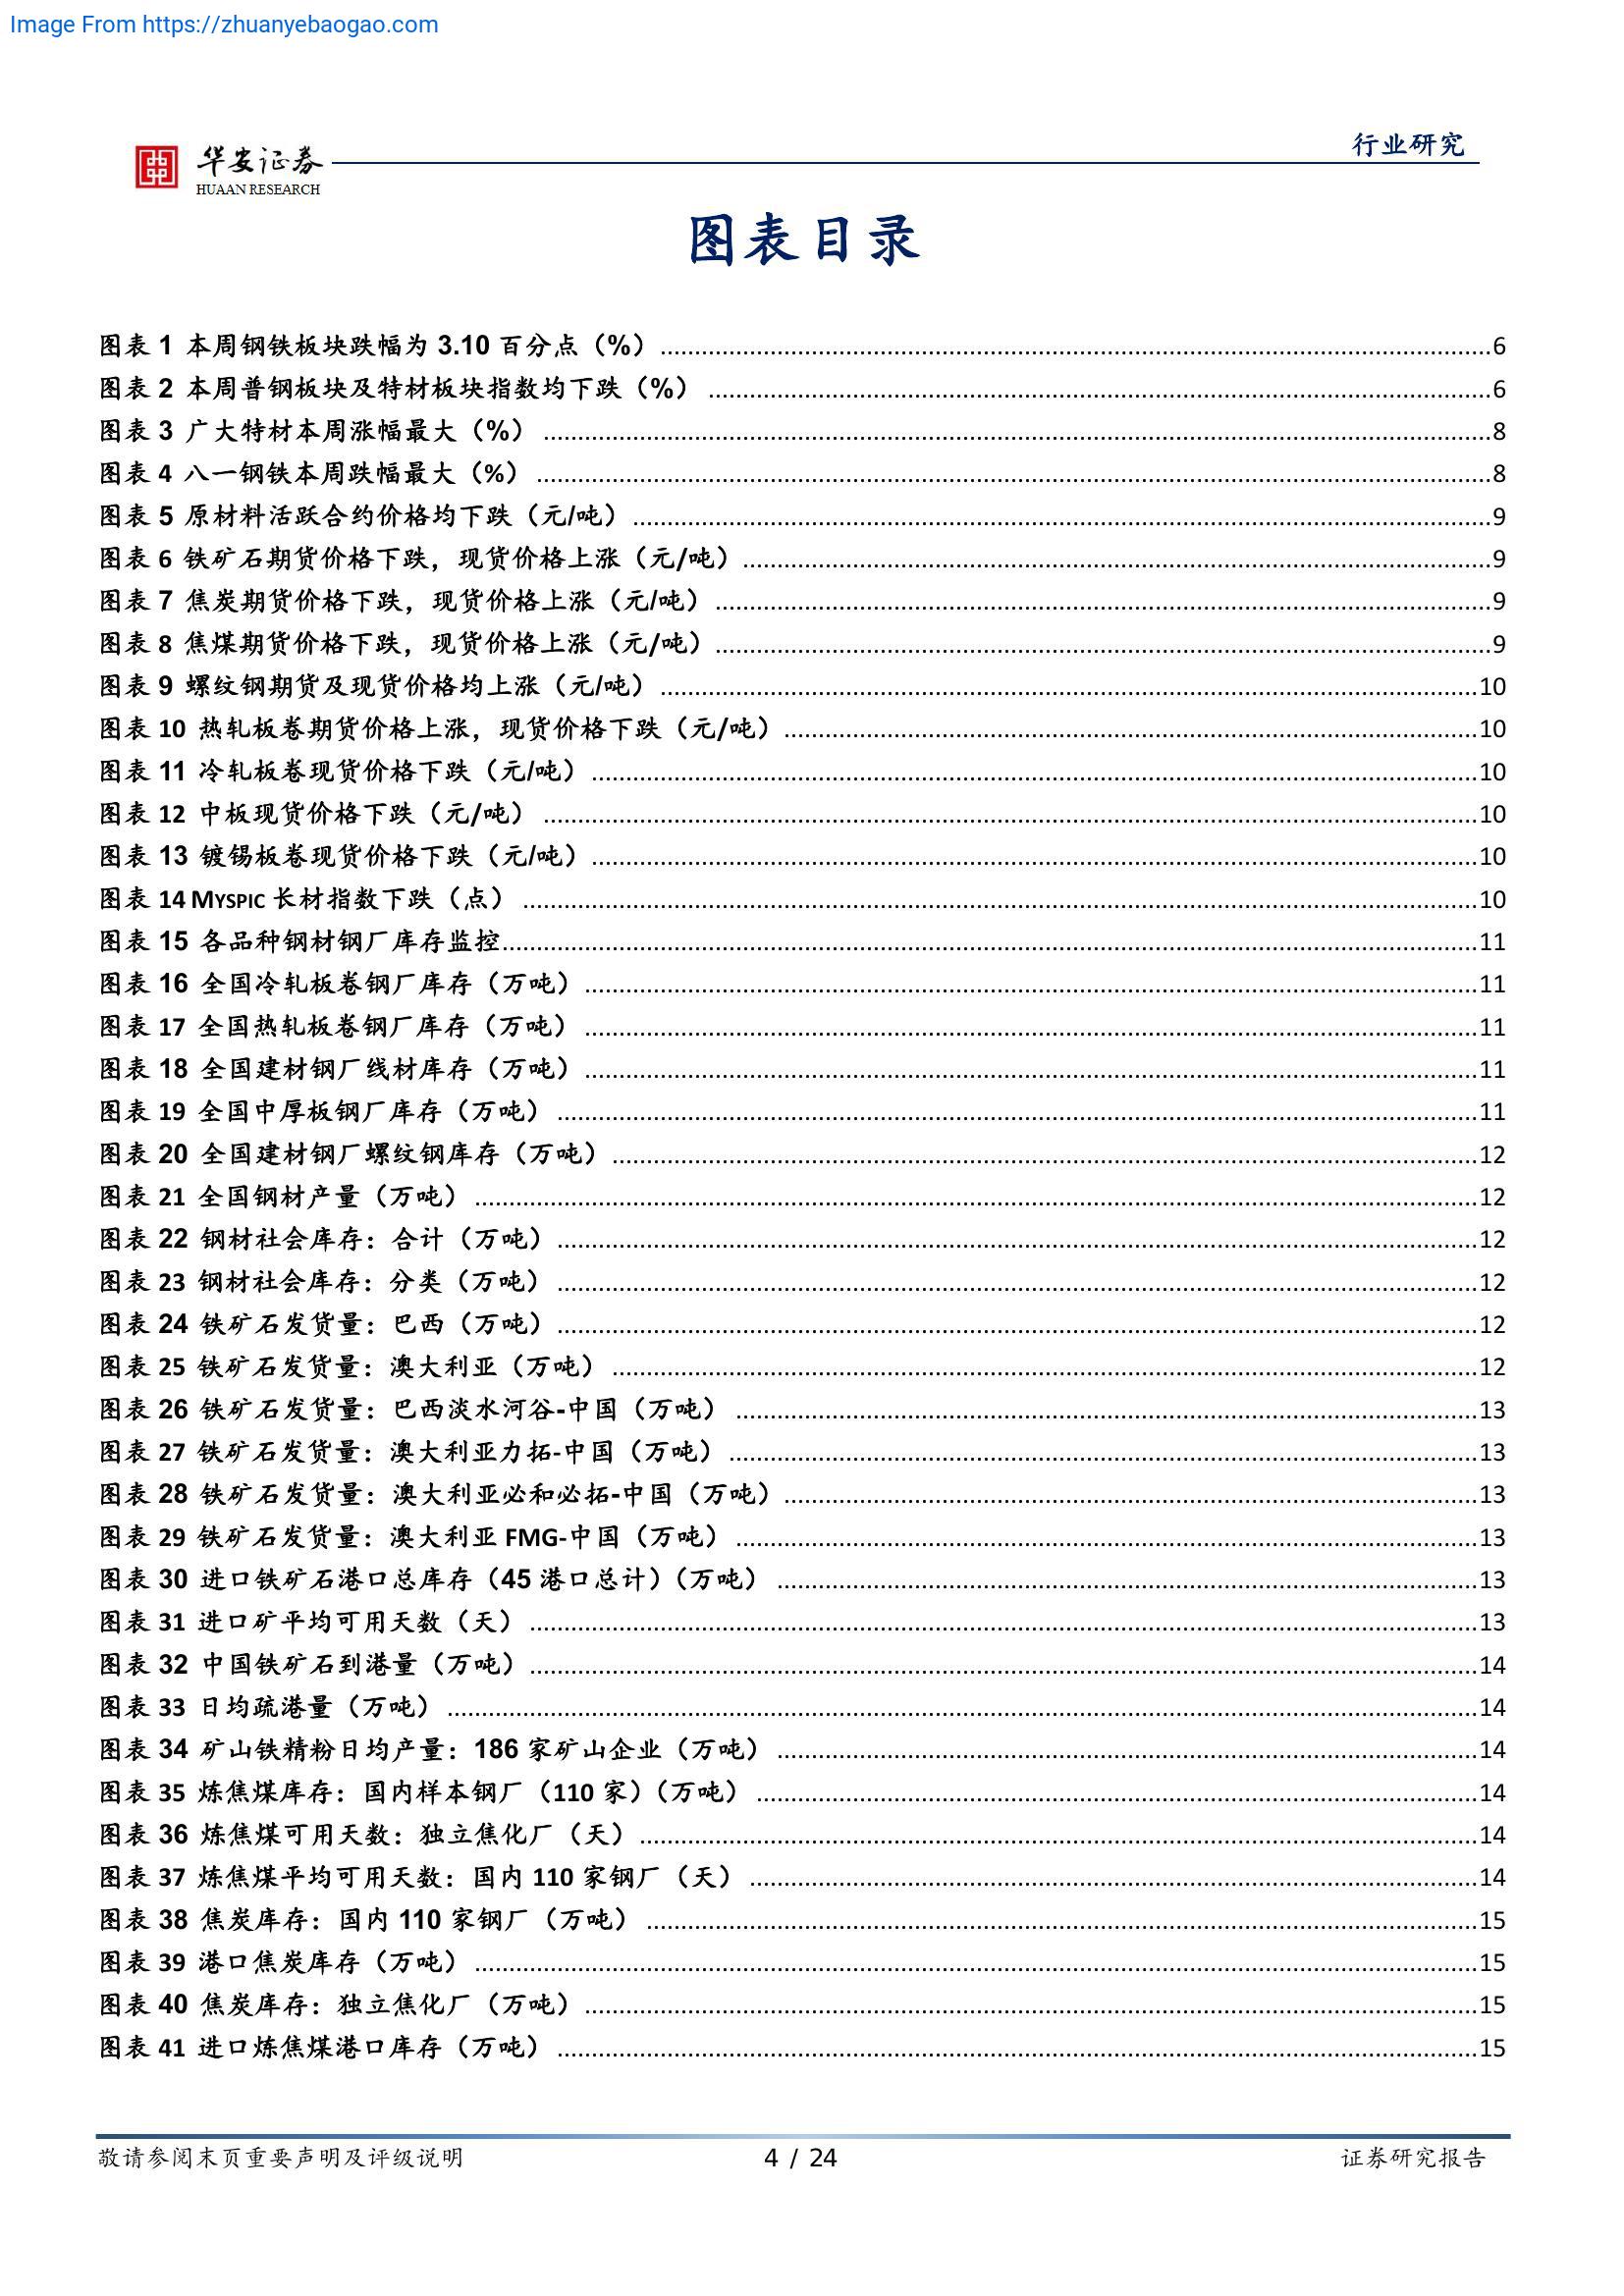 Image From https://zhuanyebaogao.com
行业研究
华安证券
HUAAN RESEARCH
图表目录
图表 1 本周钢铁板块跌幅为 3.10 百分点（%）...6
图表 2 本周普钢板块及特材板块指数均下跌（%）...6
图表 3 广大特材本周涨幅最大（%）...8
图表 4 八一钢铁本周跌幅最大（%）...8
图表 5 原材料活跃合约价格均下跌（元/吨）...9
图表 6 铁矿石期货价格下跌，现货价格上涨（元/吨）...9
图表 7 焦炭期货价格下跌，现货价格上涨（元/吨）...9
图表 8 焦煤期货价格下跌，现货价格上涨（元/吨）...9
图表 9 螺纹钢期货及现货价格均上涨（元/吨）...10
图表 10 热轧板卷期货价格上涨，现货价格下跌（元/吨）...10
图表 11 冷轧板卷现货价格下跌（元/吨）...10
图表 12 中板现货价格下跌（元/吨）...10
图表 13 镀锡板卷现货价格下跌（元/吨）...10
图表 14 MYSPIC 长材指数下跌（点）...10
图表 15 各品种钢材钢厂库存监控...11
图表 16 全国冷轧板卷钢厂库存（万吨）...11
图表 17 全国热轧板卷钢厂库存（万吨）...11
图表 18 全国建材钢厂线材库存（万吨）...11
图表 19 全国中厚板钢厂库存（万吨）...11
图表 20 全国建材钢厂螺纹钢库存（万吨）...12
图表 21 全国钢材产量（万吨）...12
图表 22 钢材社会库存：合计（万吨）...12
图表 23 钢材社会库存：分类（万吨）...12
图表 24 铁矿石发货量：巴西（万吨）...12
图表 25 铁矿石发货量：澳大利亚（万吨）...12
图表 26 铁矿石发货量：巴西淡水河谷-中国（万吨）...13
图表 27 铁矿石发货量：澳大利亚力拓-中国（万吨）...13
图表 28 铁矿石发货量：澳大利亚必和必拓-中国（万吨）...13
图表 29 铁矿石发货量：澳大利亚 FMG-中国（万吨）...13
图表 30 进口铁矿石港口总库存（45 港口总计）（万吨）...13
图表 31 进口矿平均可用天数（天）...13
图表 32 中国铁矿石到港量（万吨）...14
图表 33 日均疏港量（万吨）...14
图表 34 矿山铁精粉日均产量：186 家矿山企业（万吨）...14
图表 35 炼焦煤库存：国内样本钢厂（110 家）（万吨）...14
图表 36 炼焦煤可用天数：独立焦化厂（天）...14
图表 37 炼焦煤平均可用天数：国内 110 家钢厂（天）...14
图表 38 焦炭库存：国内 110 家钢厂（万吨）...15
图表 39 港口焦炭库存（万吨）...15
图表 40 焦炭库存：独立焦化厂（万吨）...15
图表 41 进口炼焦煤港口库存（万吨）...15
敬请参阅末页重要声明及评级说明 4 / 24 证券研究报告